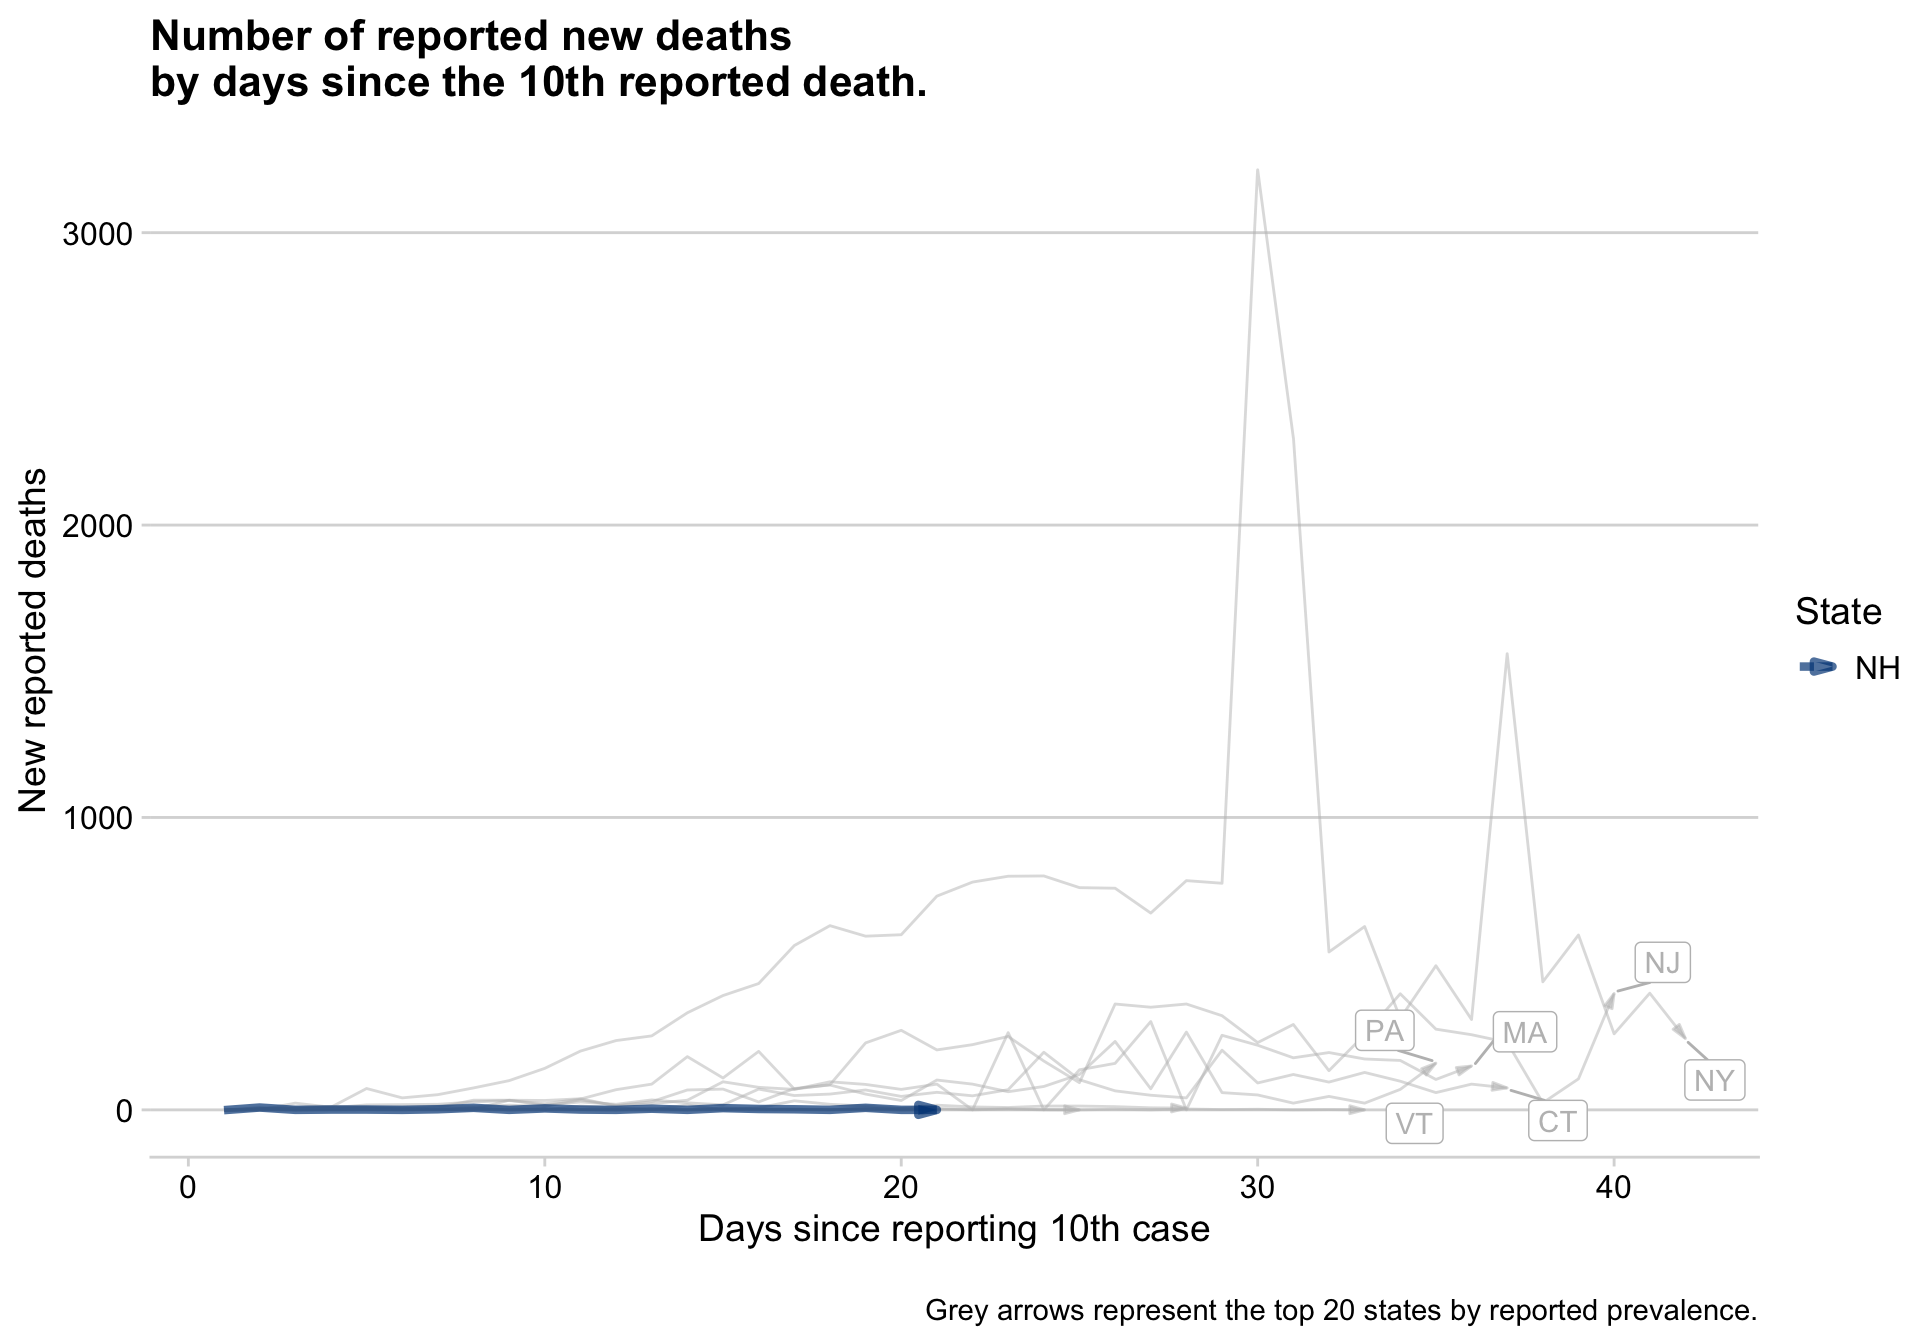 Number of reported new deaths
by days since the 10th reported death.
New reported deaths
3000
2000
1000
0
0 10 20 30 40
Days since reporting 10th case
PA
MA
NJ
NY
VT
CT
State
NH
Grey arrows represent the top 20 states by reported prevalence.